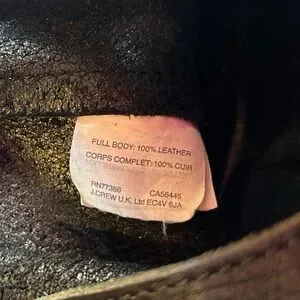 FULL BODY: 100% LEATHER
CORPS COMPLET: 100% CUIR
RN77388 CA56445
J.CREW U.K. Ltd EC4V 6JA